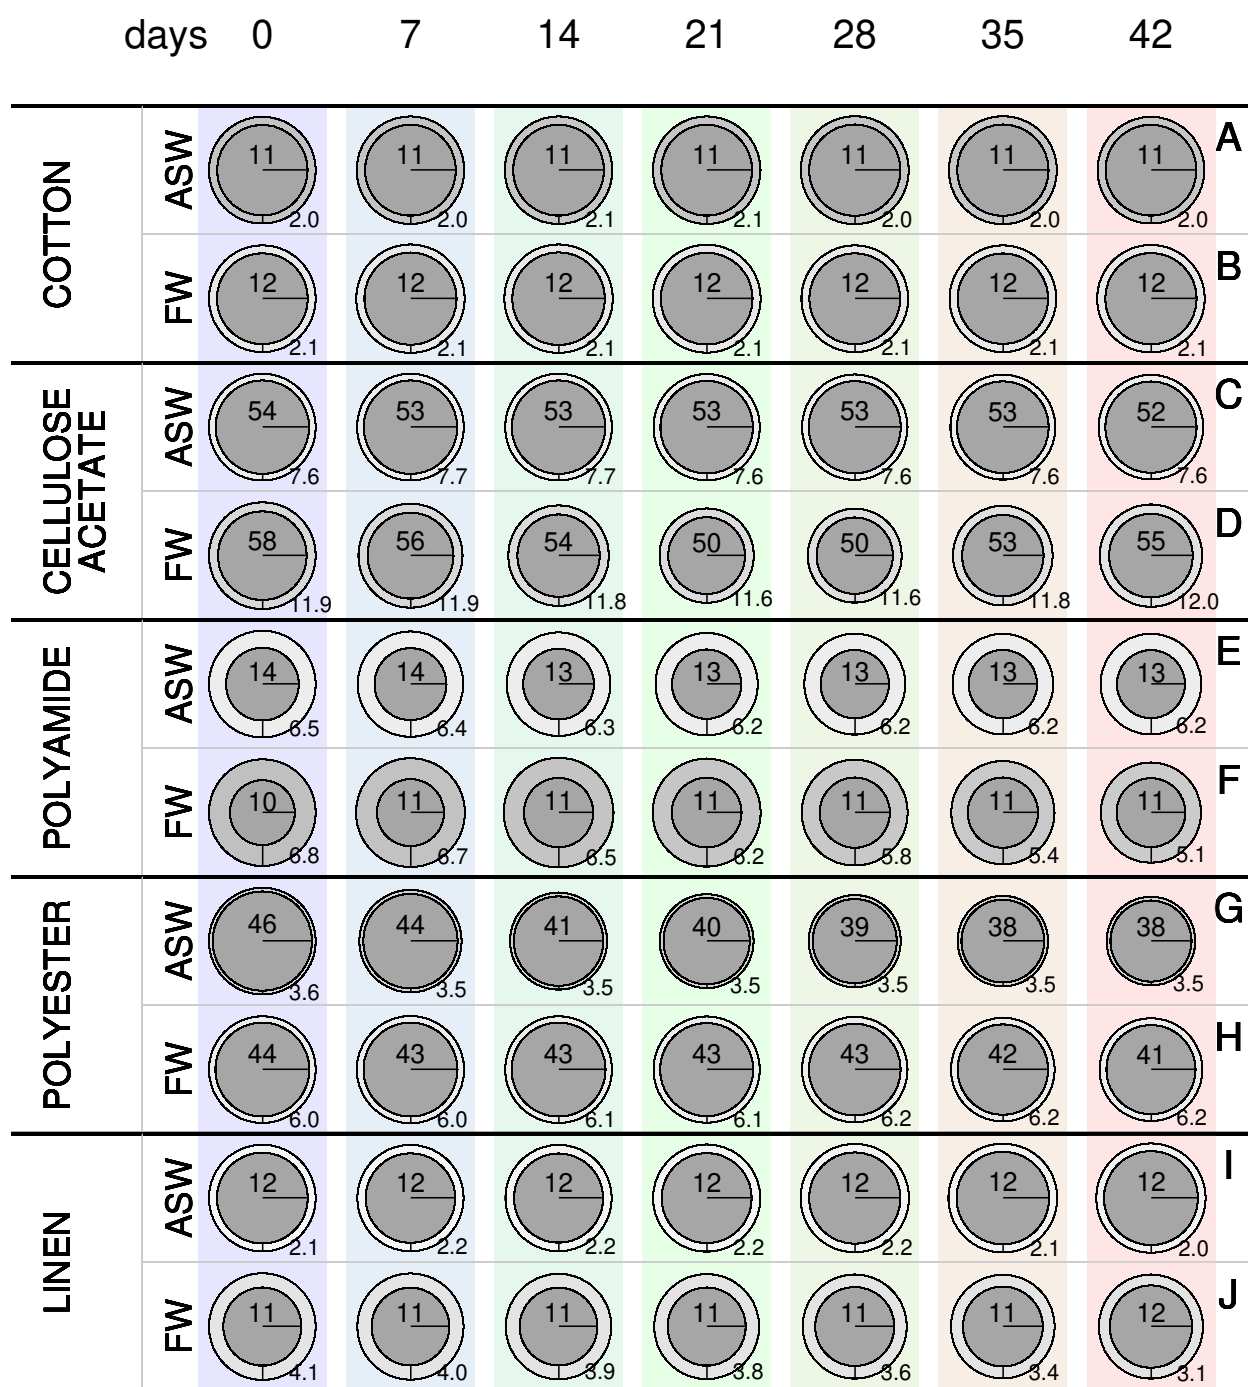 days 0 7 14 21 28 35 42
COTTON
ASW 11 11 11 11 11 11 11 A
2.0 2.0 2.1 2.1 2.0 2.0 2.0
FW 12 12 12 12 12 12 12 B
2.1 2.1 2.1 2.1 2.1 2.1 2.1
CELLULOSE
ACETATE
ASW 54 53 53 53 53 53 52 C
7.6 7.7 7.7 7.6 7.6 7.6 7.6
FW 58 56 54 50 50 53 55 D
11.9 11.9 11.8 11.6 11.6 11.8 12.0
POLYAMIDE
ASW 14 14 13 13 13 13 13 E
6.5 6.4 6.3 6.2 6.2 6.2 6.2
FW 10 11 11 11 11 11 11 F
6.8 6.7 6.5 6.2 5.8 5.4 5.1
POLYESTER
ASW 46 44 41 40 39 38 38 G
3.6 3.5 3.5 3.5 3.5 3.5 3.5
FW 44 43 43 43 43 42 41 H
6.0 6.0 6.1 6.1 6.2 6.2 6.2
LINEN
ASW 12 12 12 12 12 12 12 I
2.1 2.2 2.2 2.2 2.2 2.1 2.0
FW 11 11 11 11 11 11 12 J
4.1 4.0 3.9 3.8 3.6 3.4 3.1